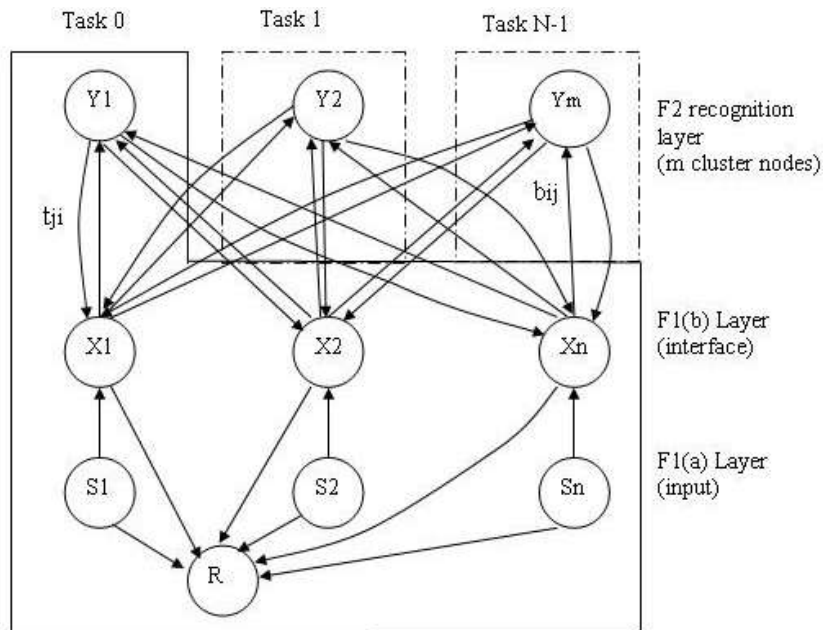 Task 0
Task 1
Task N-1
Y1
Y2
Ym
F2 recognition
layer
(m cluster nodes)
tji
bij
X1
X2
Xn
F1(b) Layer
(interface)
S1
S2
Sn
F1(a) Layer
(input)
R